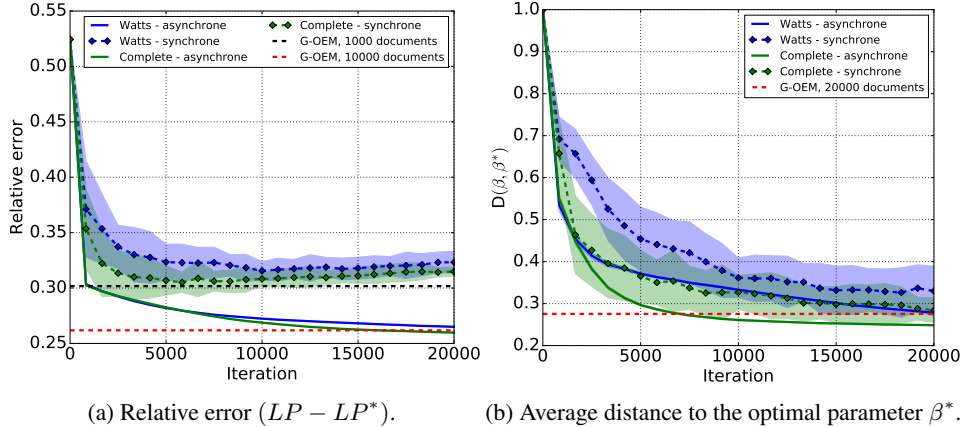 Watts - asynchrone
Watts - synchrone
Complete - asynchrone
Complete - synchrone
G-OEM, 1000 documents
G-OEM, 10000 documents
0.55
0.50
0.45
0.40
0.35
0.30
0.25
Relative error
0 5000 10000 15000 20000
Iteration
(a) Relative error (LP − LP*).
Watts - asynchrone
Watts - synchrone
Complete - asynchrone
Complete - synchrone
G-OEM, 20000 documents
1.0
0.9
0.8
0.7
0.6
0.5
0.4
0.3
0.2
D(β, β*)
0 5000 10000 15000 20000
Iteration
(b) Average distance to the optimal parameter β*.